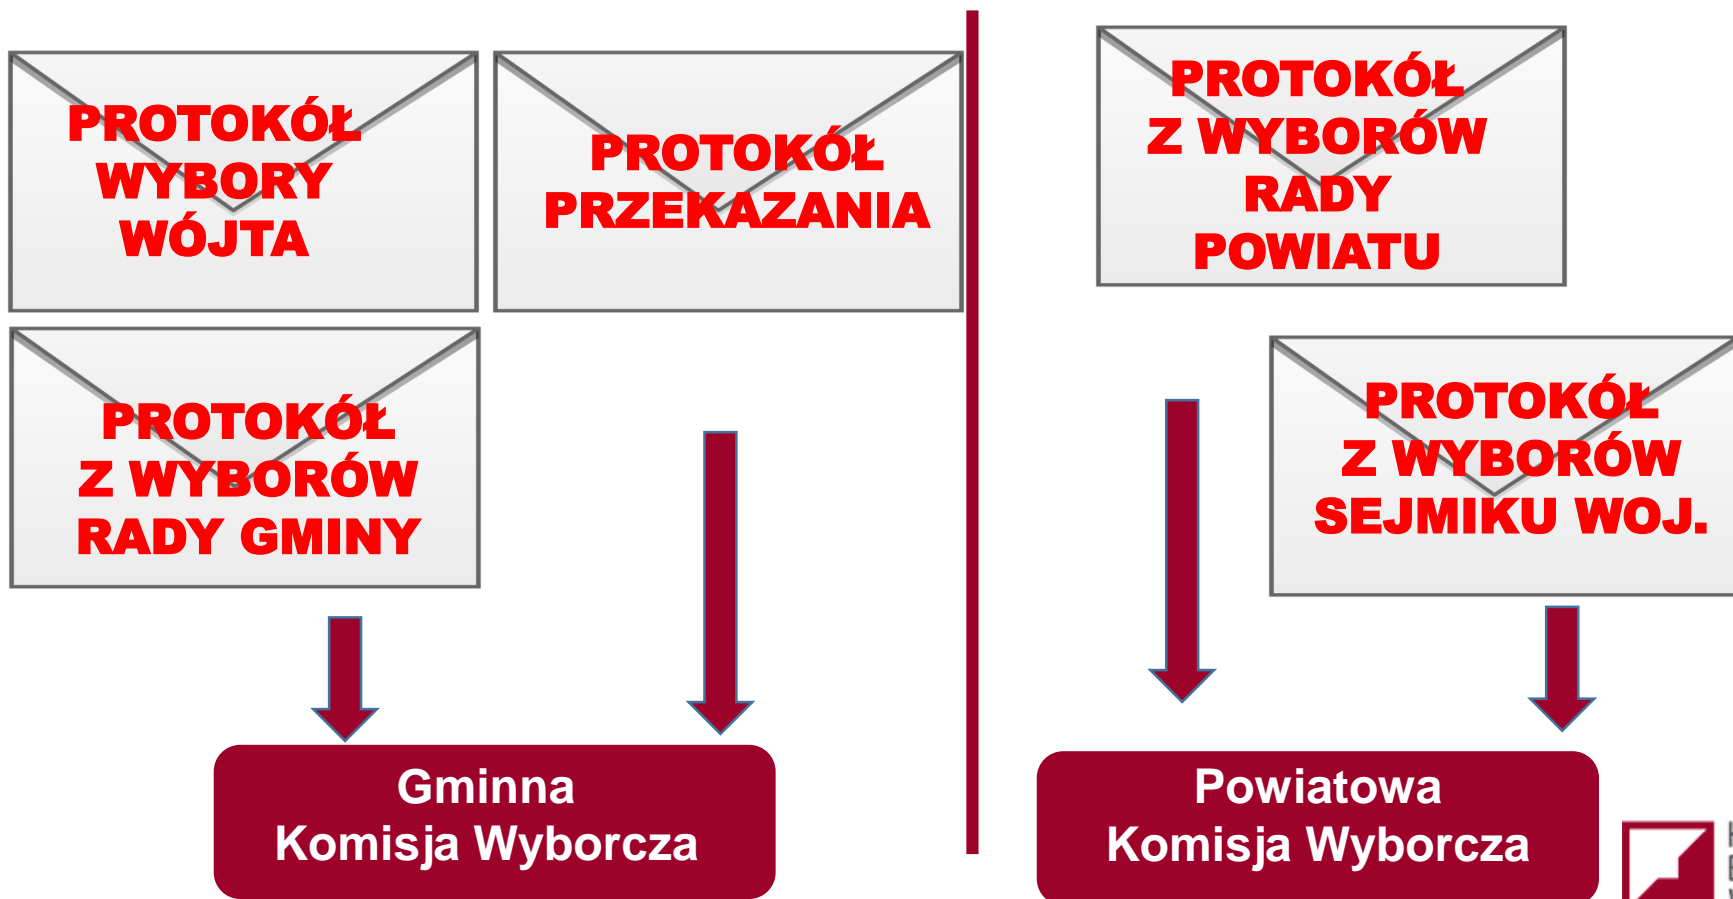 PROTOKÓŁ
WYBORY
WÓJTA
PROTOKÓŁ
PRZEKAZANIA
PROTOKÓŁ
Z WYBORÓW
RADY GMINY
Gminna
Komisja Wyborcza
PROTOKÓŁ
Z WYBORÓW
RADY
POWIATU
PROTOKÓŁ
Z WYBORÓW
SEJMIKU WOJ.
Powiatowa
Komisja Wyborcza